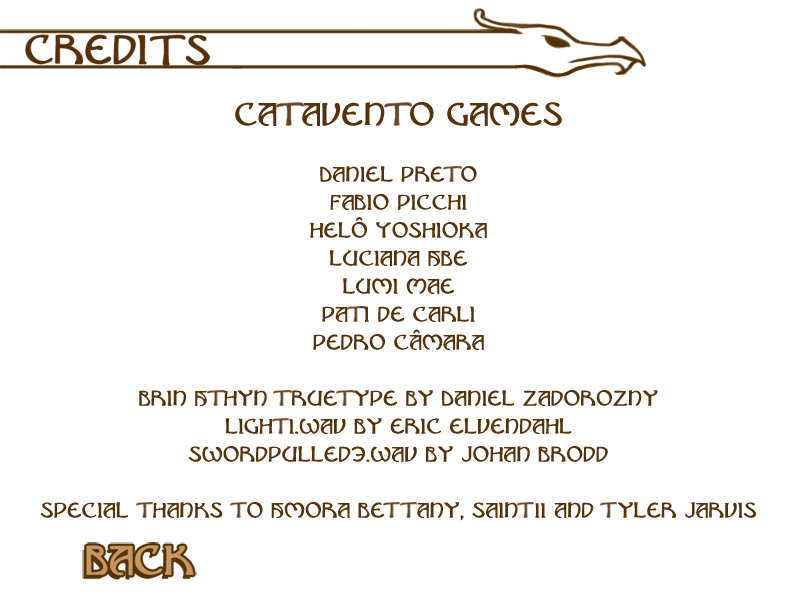 CREDITS
CATAVENTO GAMES
DANIEL PRETO
FABIO PICCHI
HELÔ YOSHIOKA
LUCIANA ABE
LUMI MAE
PATI DE CARLI
PEDRO CÂMARA
BRIN ATHYN TRUETYPE BY DANIEL ZADOROZNY
LIGHT1.WAV BY ERIC ELVENDAHL
SWORDPULLED3.WAV BY JOHAN BRODD
SPECIAL THANKS TO AMORA BETTANY, SAINT11 AND TYLER JARVIS
BACK